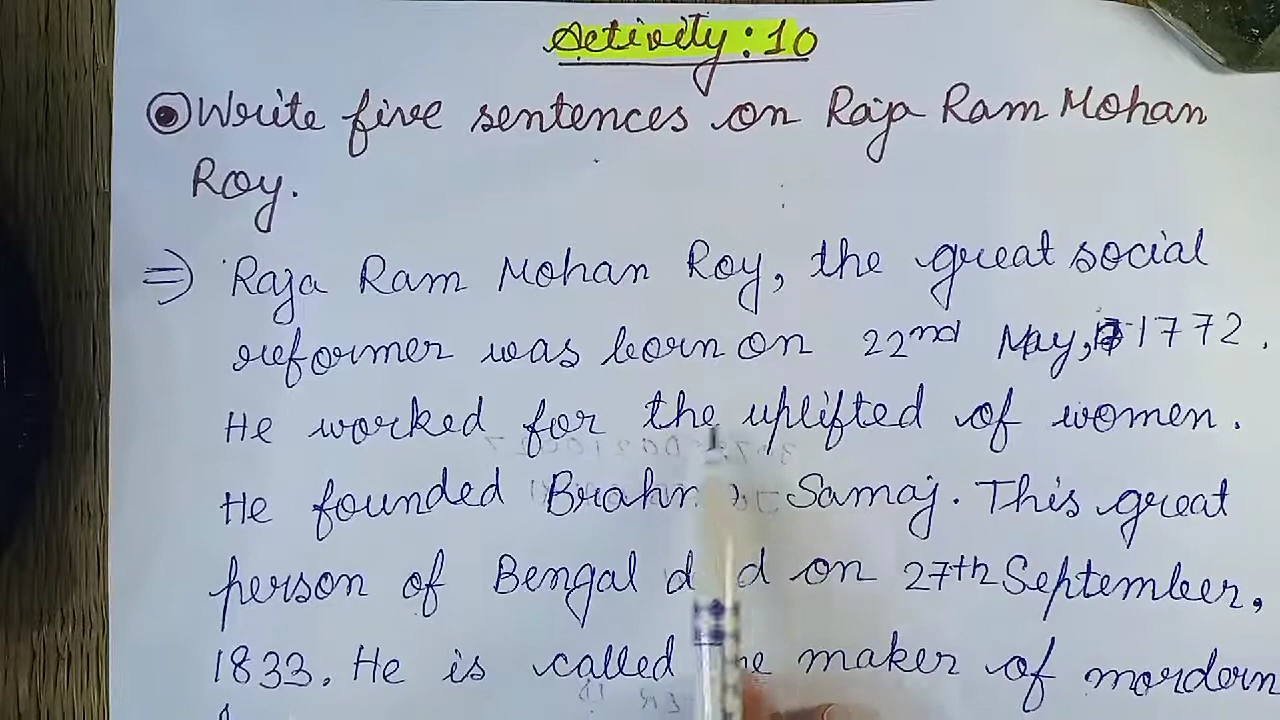 Activity: 10
Write five sentences on Raja Ram Mohan
Roy.
⇒ Raja Ram Mohan Roy, the great social
reformer was born on 22nd May, 1772.
He worked for the uplifted of women.
He founded Samaj. This great
person of Bengal on 27th September,
1833. He is called maker of mordern